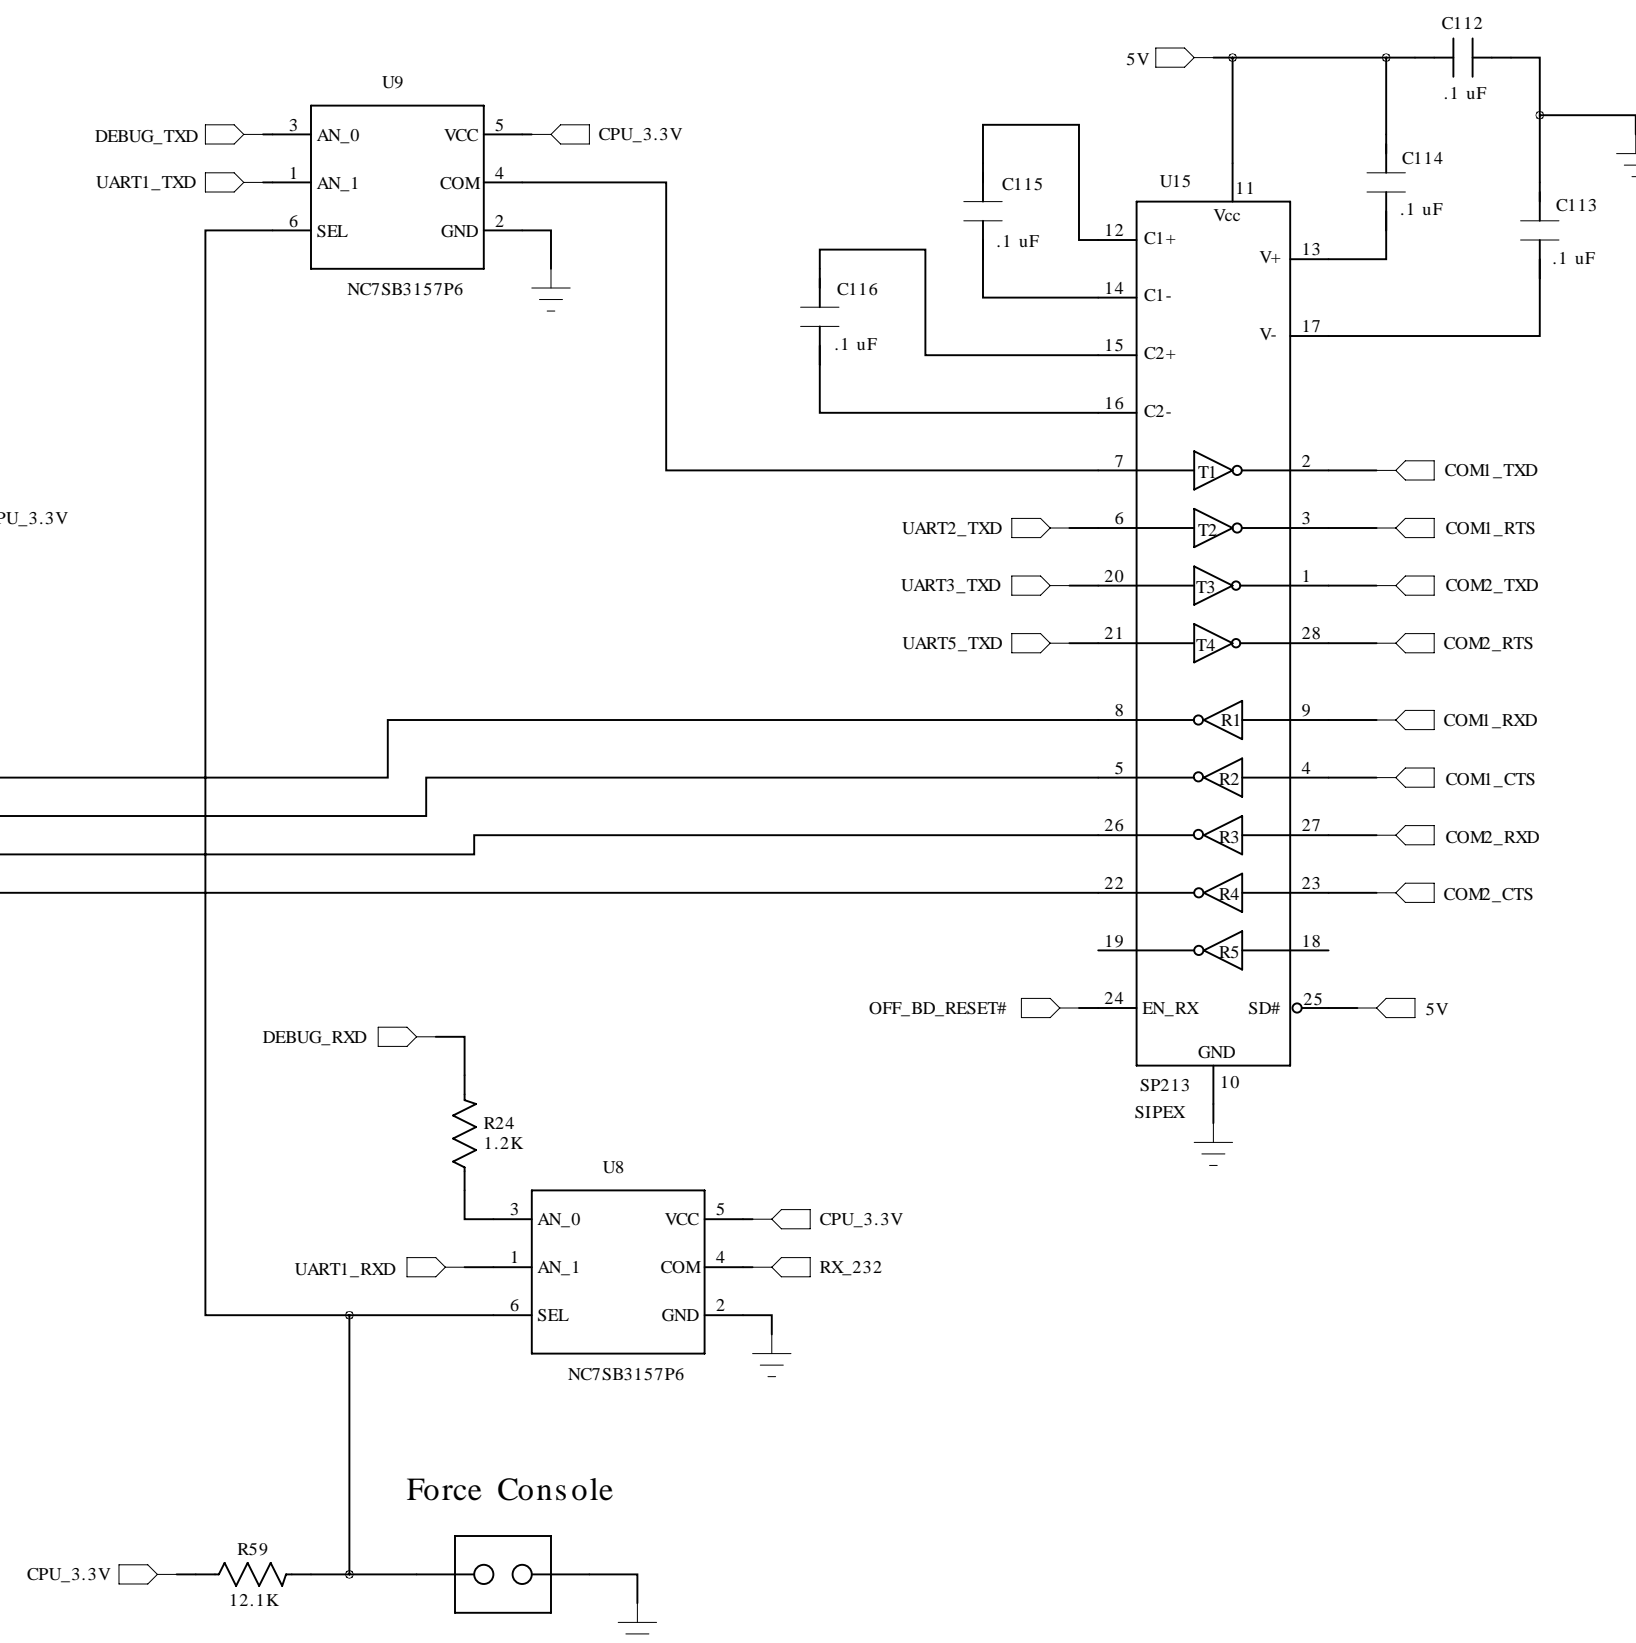 C112
5V
.1 uF
U9
DEBUG_TXD
3
AN_0
VCC
5
CPU_3.3V
UART1_TXD
1
AN_1
COM
4
6
SEL
GND
2
NC7SB3157P6
C114
.1 uF
C113
.1 uF
C115
.1 uF
C116
.1 uF
U15
11
Vcc
12
C1+
V+
13
14
C1-
V-
17
15
C2+
16
C2-
7
T1
2
COM1_TXD
PU_3.3V
UART2_TXD
6
T2
3
COM1_RTS
UART3_TXD
20
T3
1
COM2_TXD
UART5_TXD
21
T4
28
COM2_RTS
8
R1
9
COM1_RXD
5
R2
4
COM1_CTS
26
R3
27
COM2_RXD
22
R4
23
COM2_CTS
19
R5
18
OFF_BD_RESET#
24
EN_RX
SD#
25
5V
GND
10
SP213
SIPEX
DEBUG_RXD
R24
1.2K
U8
3
AN_0
VCC
5
CPU_3.3V
UART1_RXD
1
AN_1
COM
4
RX_232
6
SEL
GND
2
NC7SB3157P6
Force Console
R59
CPU_3.3V
12.1K